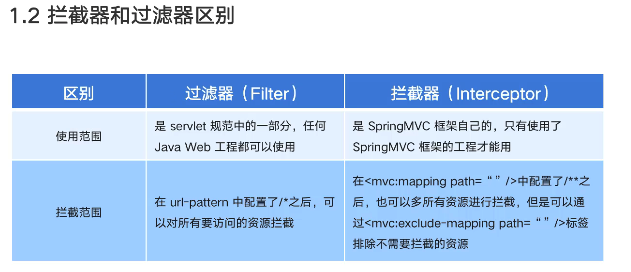 1.2 拦截器和过滤器区别
区别
过滤器（Filter）
拦截器（Interceptor）
使用范围
是 servlet 规范中的一部分，任何
Java Web 工程都可以使用
是 SpringMVC 框架自己的，只有使用了
SpringMVC 框架的工程才能用
拦截范围
在 url-pattern 中配置了/*之后，可
以对所有要访问的资源拦截
在<mvc:mapping path=“”/>中配置了/**之
后，也可以多所有资源进行拦截，但是可以通
过<mvc:exclude-mapping path=“”/>标签
排除不需要拦截的资源